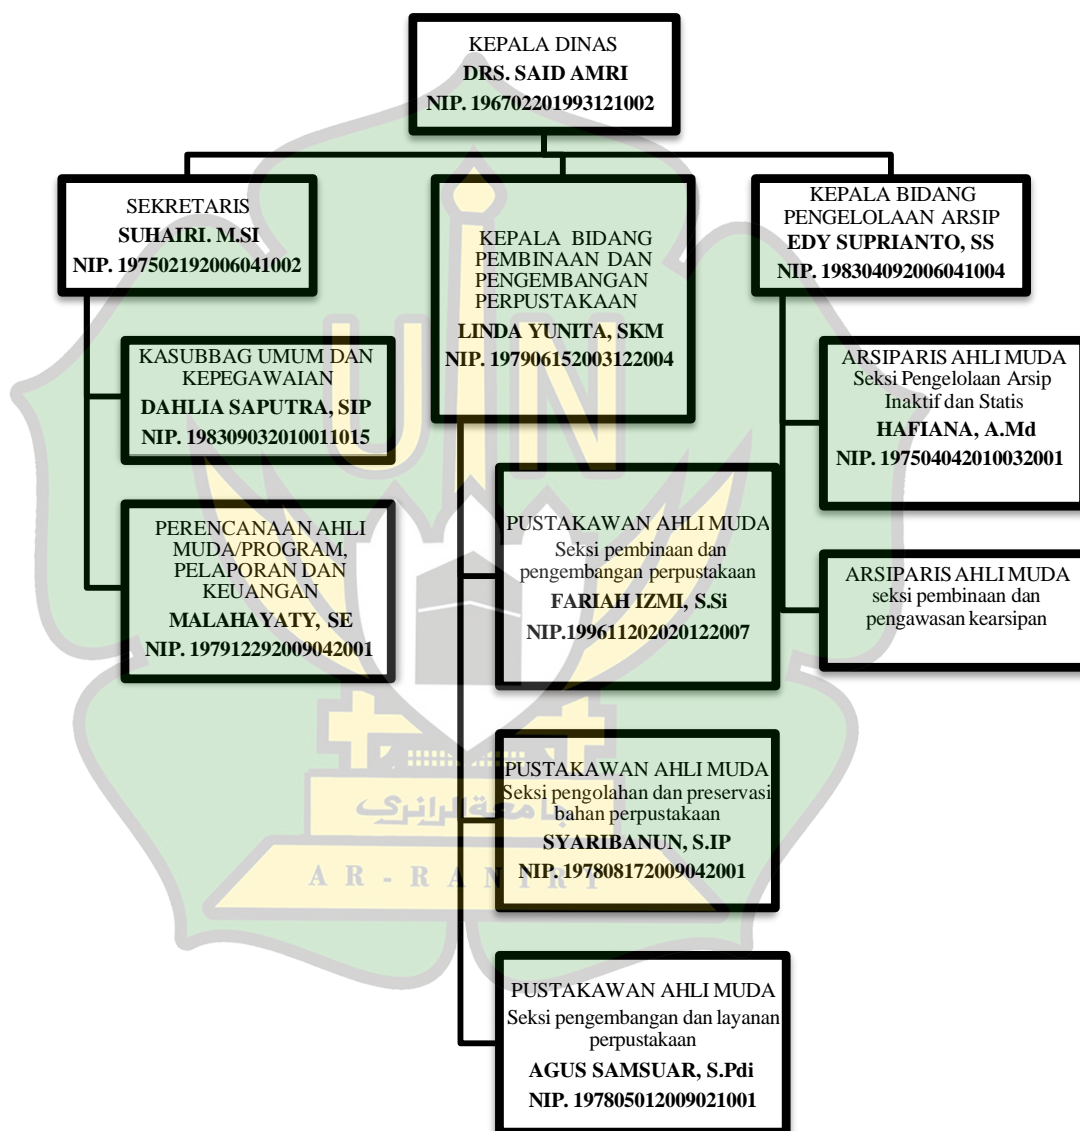 KEPALA DINAS
DRS. SAID AMRI
NIP. 196702201993121002
SEKRETARIS
SUHAIRI. M.SI
NIP. 197502192006041002
KEPALA BIDANG
PEMBINAAN DAN
PENGEMBANGAN
PERPUSTAKAAN
LINDA YUNITA, SKM
NIP. 197906152003122004
KEPALA BIDANG
PENGELOLAAN ARSIP
EDY SUPRIANTO, SS
NIP. 198304092006041004
KASUBBAG UMUM DAN
KEPEGAWAIAN
DAHLIA SAPUTRA, SIP
NIP. 198309032010011015
PERENCANAAN AHLI
MUDA/PROGRAM,
PELAPORAN DAN
KEUANGAN
MALAHAYATY, SE
NIP. 197912292009042001
PUSTAKAWAN AHLI MUDA
Seksi pembinaan dan
pengembangan perpustakaan
FARIAH IZMI, S.Si
NIP.199611202020122007
PUSTAKAWAN AHLI MUDA
Seksi pengolahan dan preservasi
bahan perpustakaan
SYARIBANUN, S.IP
NIP. 197808172009042001
PUSTAKAWAN AHLI MUDA
Seksi pengembangan dan layanan
perpustakaan
AGUS SAMSUAR, S.Pdi
NIP. 197805012009021001
ARSIPARIS AHLI MUDA
Seksi Pengelolaan Arsip
Inaktif dan Statis
HAFIANA, A.Md
NIP. 197504042010032001
ARSIPARIS AHLI MUDA
seksi pembinaan dan
pengawasan kearsipan
UIN
جامعة الرانري
AR-RANIRY